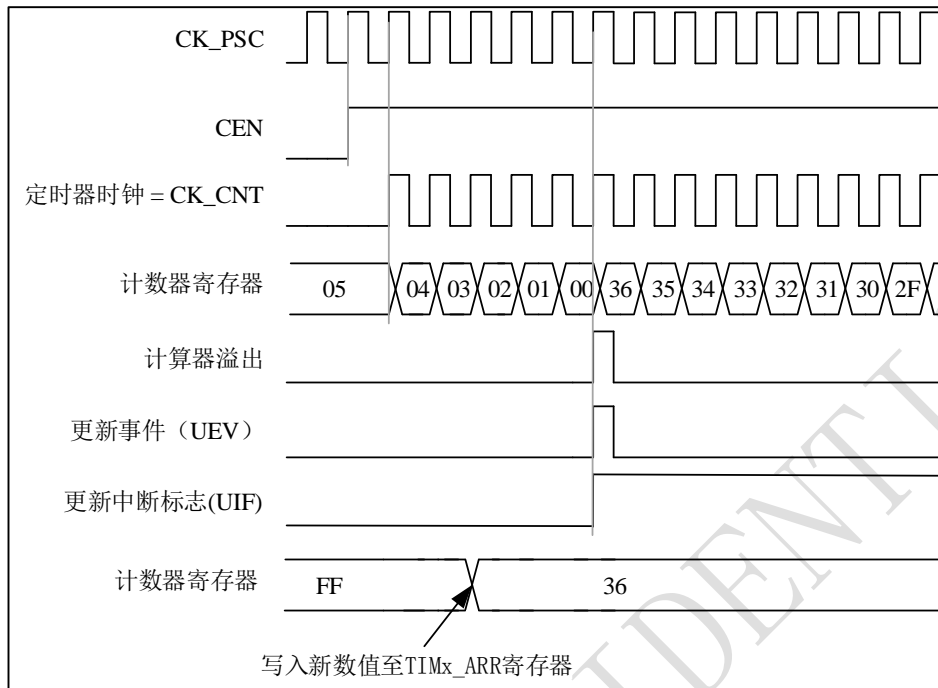 CK_PSC
CEN
定时器时钟 = CK_CNT
计数器寄存器
05 04 03 02 01 00 36 35 34 33 32 31 30 2F
计算器溢出
更新事件（UEV）
更新中断标志(UIF)
计数器寄存器
FF 36
写入新数值至TIMx_ARR寄存器
IDENTI